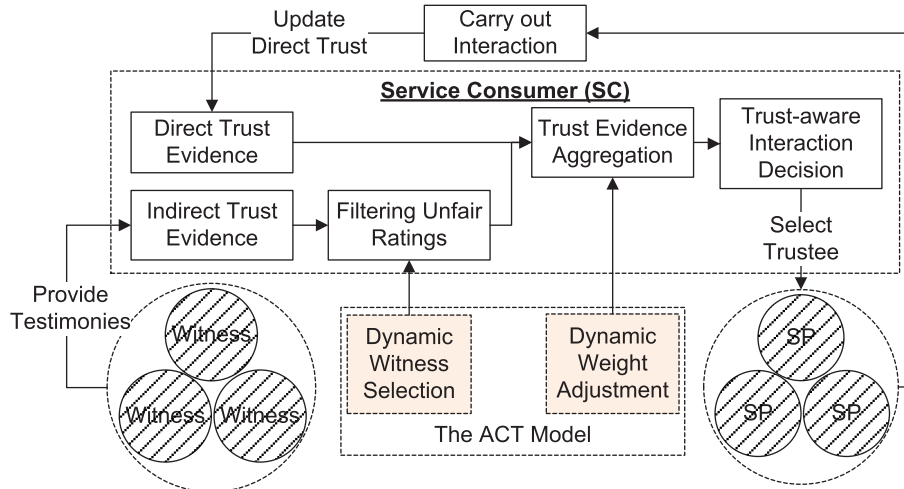 Update
Direct Trust
Carry out
Interaction
Service Consumer (SC)
Direct Trust
Evidence
Trust Evidence
Aggregation
Trust-aware
Interaction
Decision
Indirect Trust
Evidence
Filtering Unfair
Ratings
Select
Trustee
Provide
Testimonies
Witness
Witness
Witness
Dynamic
Witness
Selection
Dynamic
Weight
Adjustment
The ACT Model
SP
SP
SP